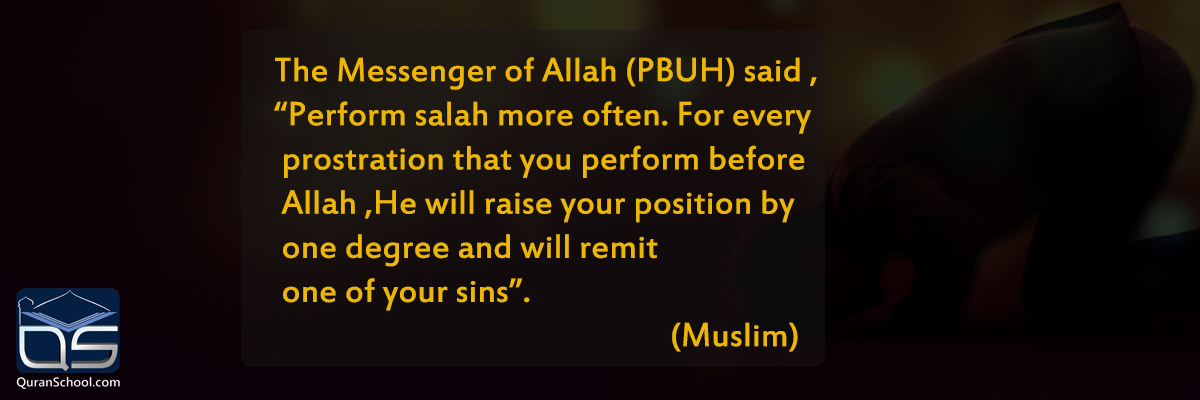 The Messenger of Allah (PBUH) said ,
“Perform salah more often. For every
prostration that you perform before
Allah ,He will raise your position by
one degree and will remit
one of your sins”.
(Muslim)
QS
QuranSchool.com